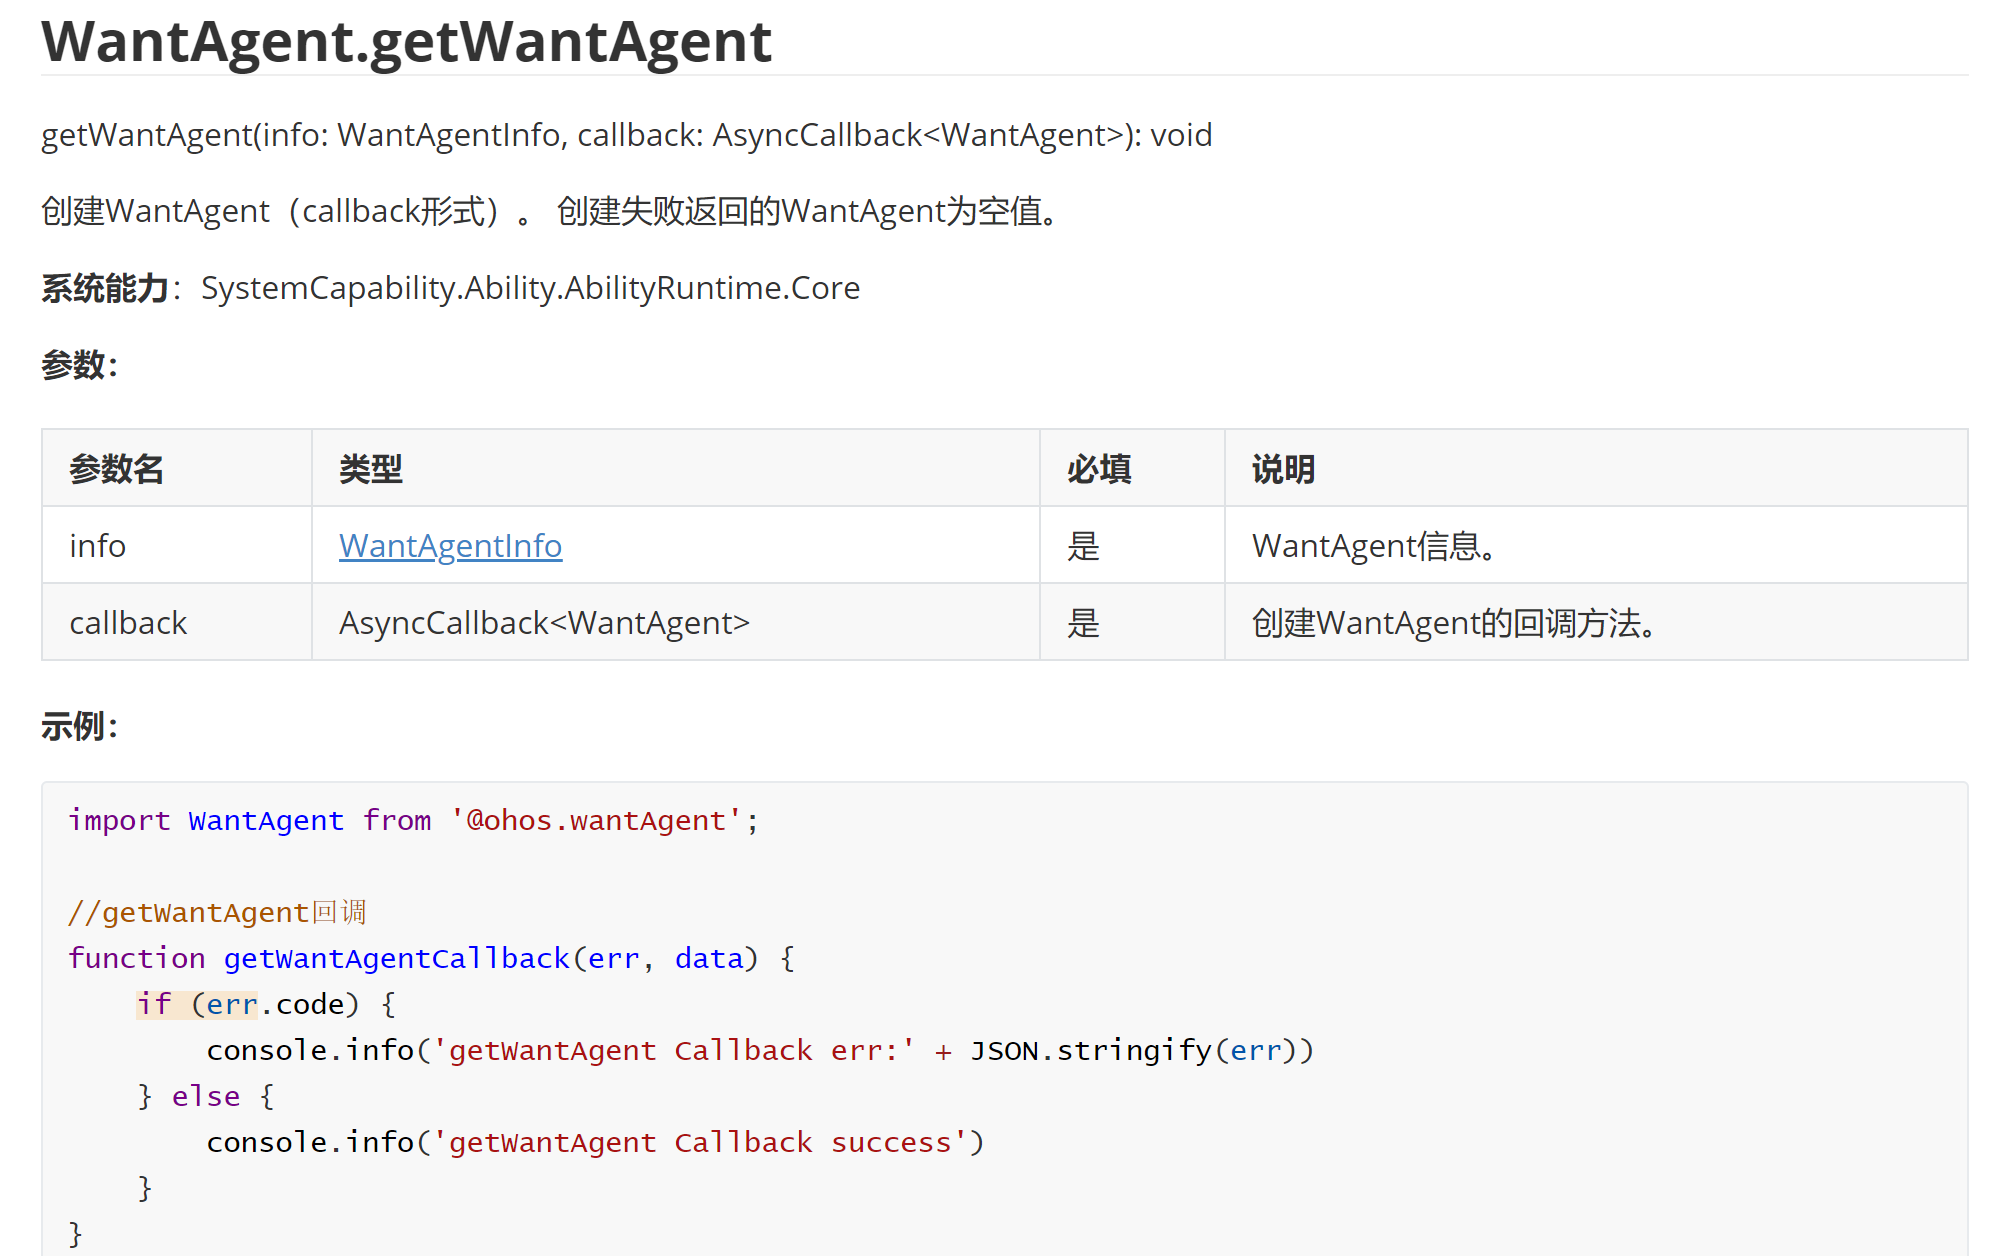 WantAgent.getWantAgent
getWantAgent(info: WantAgentInfo, callback: AsyncCallback<WantAgent>): void
创建WantAgent（callback形式）。 创建失败返回的WantAgent为空值。
系统能力：SystemCapability.Ability.AbilityRuntime.Core
参数：
参数名 类型 必填 说明
info WantAgentInfo 是 WantAgent信息。
callback AsyncCallback<WantAgent> 是 创建WantAgent的回调方法。
示例：
import WantAgent from '@ohos.wantAgent';
//getWantAgent回调
function getWantAgentCallback(err, data) {
    if (err.code) {
        console.info('getWantAgent Callback err:' + JSON.stringify(err))
    } else {
        console.info('getWantAgent Callback success')
    }
}